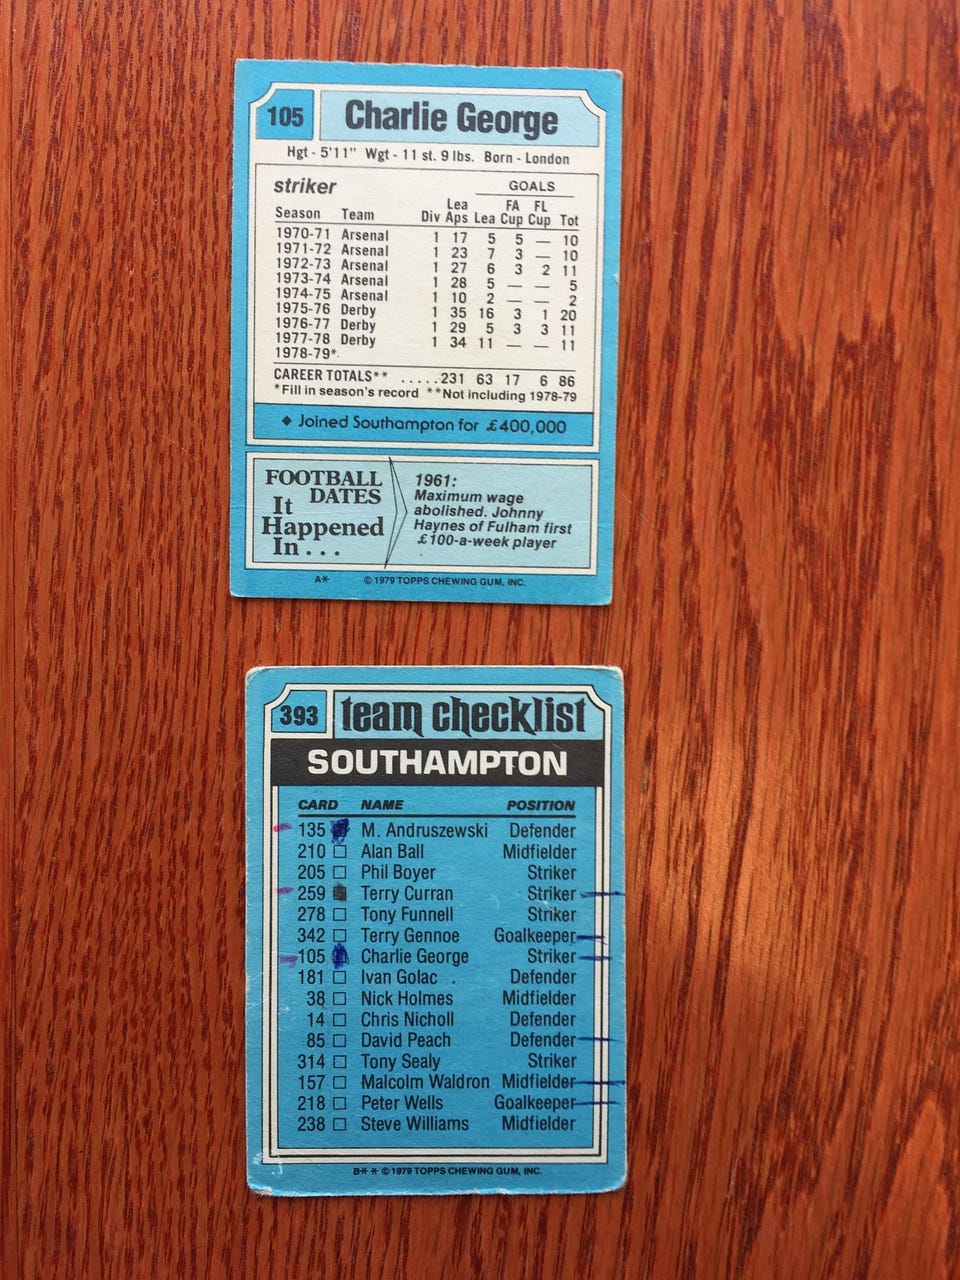 105 Charlie George
Hgt - 5'11" Wgt - 11 st. 9 lbs. Born - London
striker GOALS
Lea FA FL
Season Team Div Aps Lea Cup Cup Tot
1970-71 Arsenal 1 17 5 5 — 10
1971-72 Arsenal 1 23 7 3 — 10
1972-73 Arsenal 1 27 6 3 2 11
1973-74 Arsenal 1 28 5 — — 5
1974-75 Arsenal 1 10 2 — — 2
1975-76 Derby 1 35 16 3 1 20
1976-77 Derby 1 29 5 3 3 11
1977-78 Derby 1 34 11 — — 11
1978-79*
CAREER TOTALS** .....231 63 17 6 86
*Fill in season's record **Not including 1978-79
◆ Joined Southampton for £400,000
FOOTBALL
DATES
It
Happened
In...
1961:
Maximum wage
abolished. Johnny
Haynes of Fulham first
£100-a-week player
A* © 1979 TOPPS CHEWING GUM, INC.
393 team checklist
SOUTHAMPTON
CARD NAME POSITION
135 M. Andruszewski Defender
210 □ Alan Ball Midfielder
205 □ Phil Boyer Striker
259 Terry Curran Striker
278 □ Tony Funnell Striker
342 □ Terry Gennoe Goalkeeper
105 Charlie George Striker
181 □ Ivan Golac Defender
38 □ Nick Holmes Midfielder
14 □ Chris Nicholl Defender
85 □ David Peach Defender
314 □ Tony Sealy Striker
157 □ Malcolm Waldron Midfielder
218 □ Peter Wells Goalkeeper
238 □ Steve Williams Midfielder
B** © 1979 TOPPS CHEWING GUM, INC.